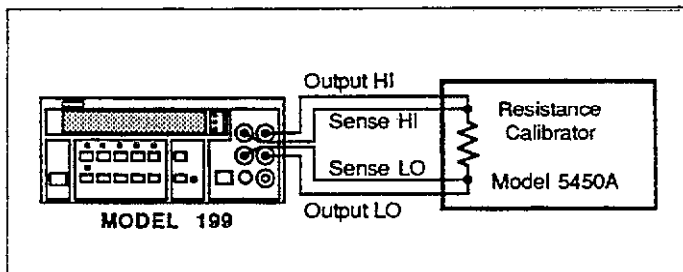 Output HI
Sense HI
Sense LO
Output LO
MODEL 199
Resistance
Calibrator
Model 5450A